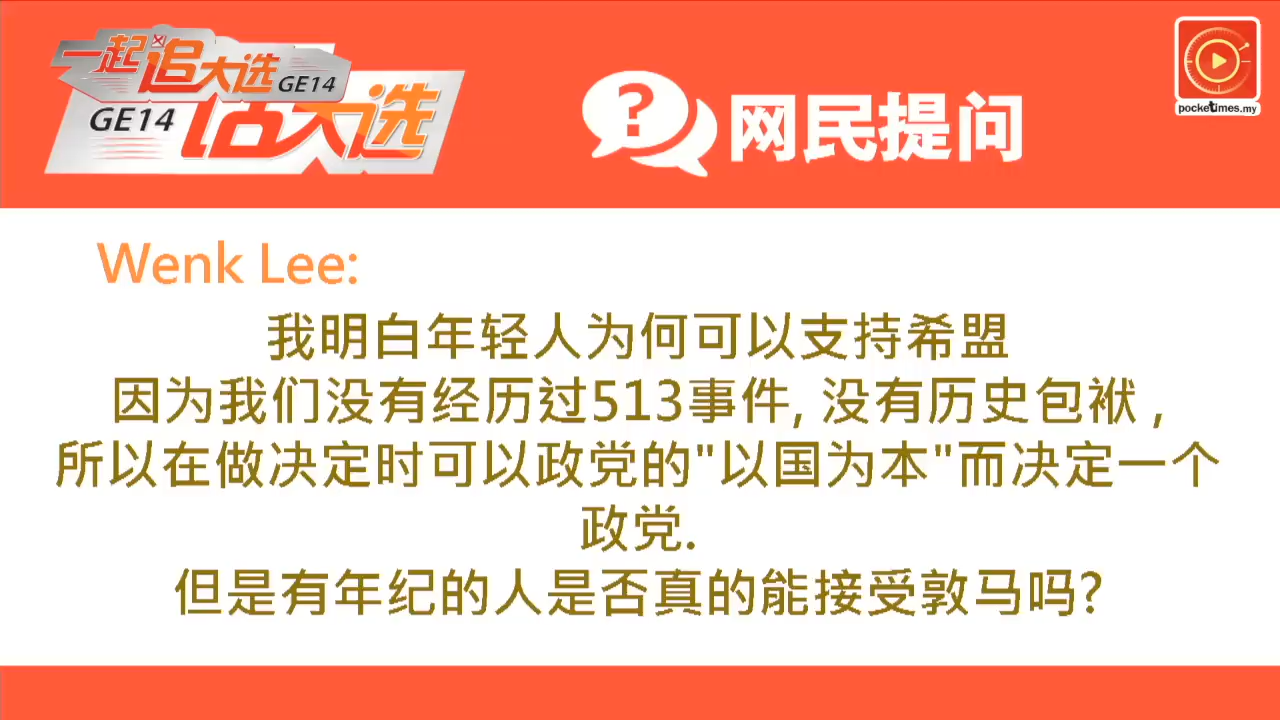 一起追大选 GE14
GE14 大选
网民提问
pocketimes.my
Wenk Lee:
我明白年轻人为何可以支持希盟
因为我们没有经历过513事件, 没有历史包袱 ,
所以在做决定时可以政党的"以国为本"而决定一个
政党.
但是有年纪的人是否真的能接受敦马吗?